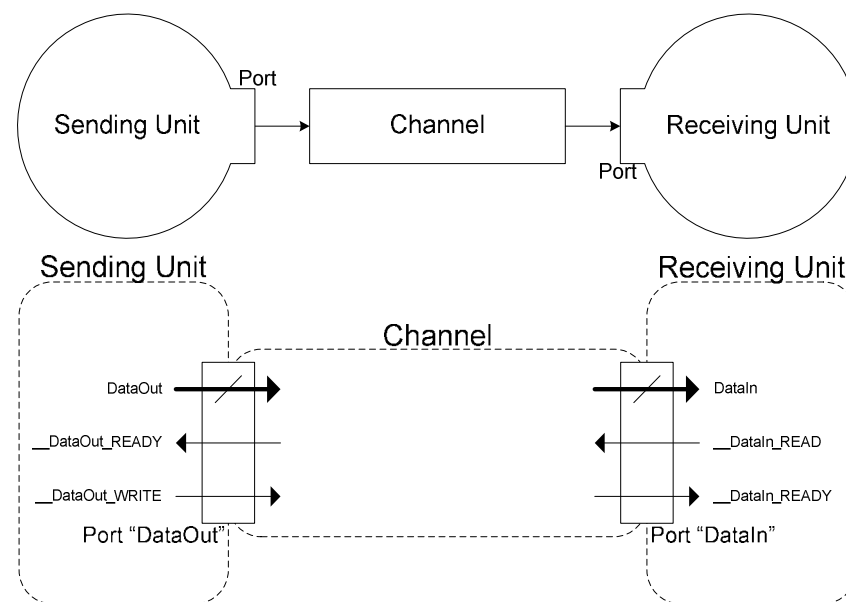 Port
Sending Unit
Channel
Receiving Unit
Port
Sending Unit
Receiving Unit
Channel
DataOut
DataIn
__DataOut_READY
__DataIn_READ
__DataOut_WRITE
__DataIn_READY
Port “DataOut”
Port “DataIn”